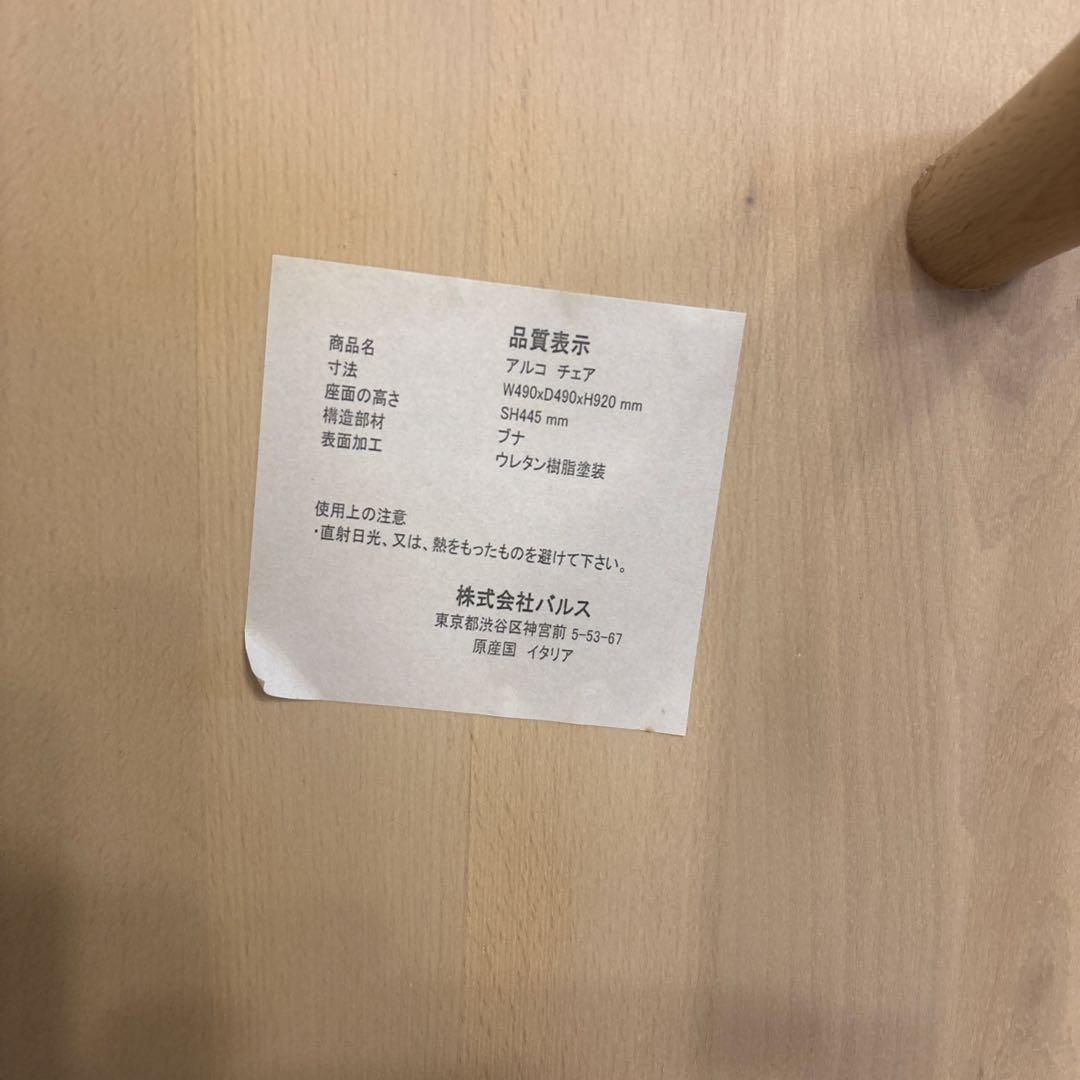 品質表示
商品名 アルコ チェア
寸法 W490xD490xH920 mm
座面の高さ SH445 mm
構造部材 ブナ
表面加工 ウレタン樹脂塗装
使用上の注意
・直射日光、又は、熱をもったものを避けて下さい。
株式会社バルス
東京都渋谷区神宮前 5-53-67
原産国 イタリア